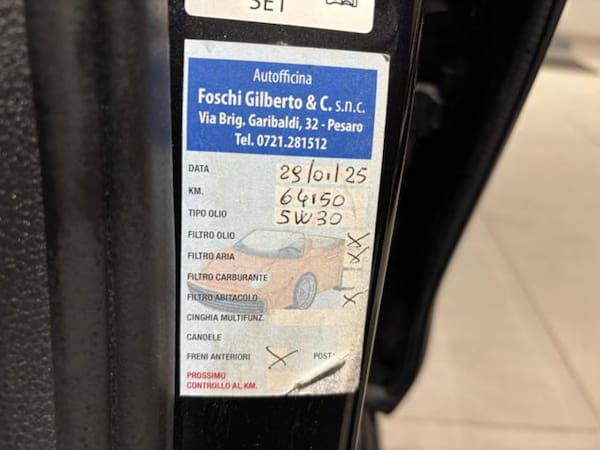 SET
Autofficina
Foschi Gilberto & C. s.n.c.
Via Brig. Garibaldi, 32 - Pesaro
Tel. 0721.281512
DATA 29/01/25
KM. 64150
TIPO OLIO 5W30
FILTRO OLIO X
FILTRO ARIA X
FILTRO CARBURANTE
FILTRO ABITACOLO X
CINGHIA MULTIFUNZ.
CANDELE
FRENI ANTERIORI X POST
PROSSIMO
CONTROLLO AL KM.